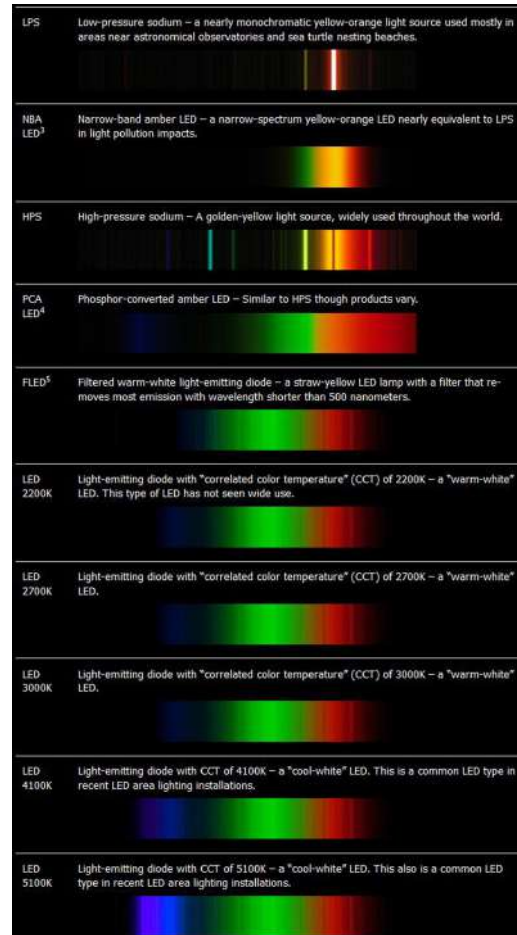 LPS Low-pressure sodium – a nearly monochromatic yellow-orange light source used mostly in
areas near astronomical observatories and sea turtle nesting beaches.
NBA Narrow-band amber LED – a narrow-spectrum yellow-orange LED nearly equivalent to LPS
LED3 in light pollution impacts.
HPS High-pressure sodium – A golden-yellow light source, widely used throughout the world.
PCA Phosphor-converted amber LED – Similar to HPS though products vary.
LED4
FLED5 Filtered warm-white light-emitting diode – a straw-yellow LED lamp with a filter that re-
moves most emission with wavelength shorter than 500 nanometers.
LED Light-emitting diode with "correlated color temperature" (CCT) of 2200K – a "warm-white"
2200K LED. This type of LED has not seen wide use.
LED Light-emitting diode with "correlated color temperature" (CCT) of 2700K – a "warm-white"
2700K LED.
LED Light-emitting diode with "correlated color temperature" (CCT) of 3000K – a "warm-white"
3000K LED.
LED Light-emitting diode with CCT of 4100K – a "cool-white" LED. This is a common LED type in
4100K recent LED area lighting installations.
LED Light-emitting diode with CCT of 5100K – a "cool-white" LED. This also is a common LED
5100K type in recent LED area lighting installations.